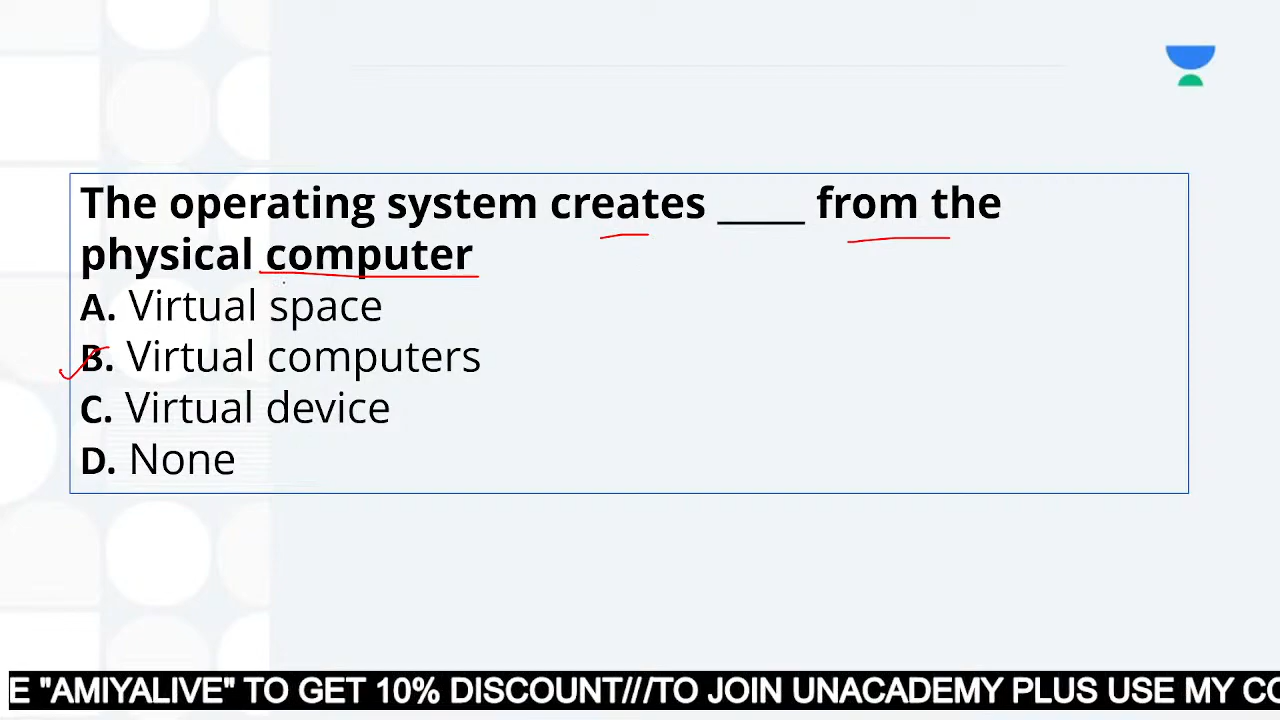 The operating system creates _____ from the
physical computer
A. Virtual space
B. Virtual computers
C. Virtual device
D. None
E "AMIYALIVE" TO GET 10% DISCOUNT///TO JOIN UNACADEMY PLUS USE MY CO